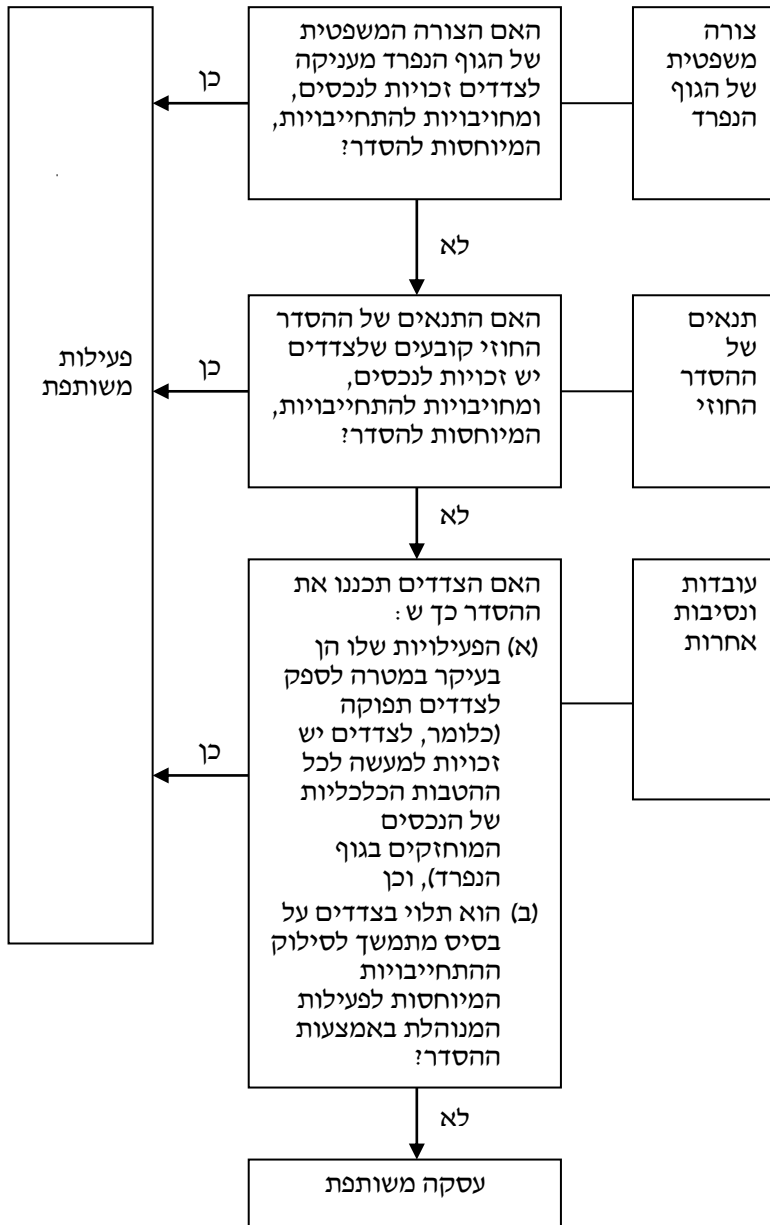 צורה
משפטית
של הגוף
הנפרד
האם הצורה המשפטית
של הגוף הנפרד מעניקה
לצדדים זכויות לנכסים,
ומחויבויות להתחייבויות,
המיוחסות להסדר?
כן
לא
תנאים
של
ההסדר
החוזי
האם התנאים של ההסדר
החוזי קובעים שלצדדים
יש זכויות לנכסים,
ומחויבויות להתחייבויות,
המיוחסות להסדר?
כן
פעילות
משותפת
לא
עובדות
ונסיבות
אחרות
האם הצדדים תכננו את
ההסדר כך ש:
(א) הפעילויות שלו הן
בעיקר במטרה לספק
לצדדים תפוקה
(כלומר, לצדדים יש
זכויות למעשה לכל
ההטבות הכלכליות
של הנכסים
המוחזקים בגוף
הנפרד), וכן
(ב) הוא תלוי בצדדים על
בסיס מתמשך לסילוק
ההתחייבויות
המיוחסות לפעילות
המנוהלת באמצעות
ההסדר?
כן
לא
עסקה משותפת